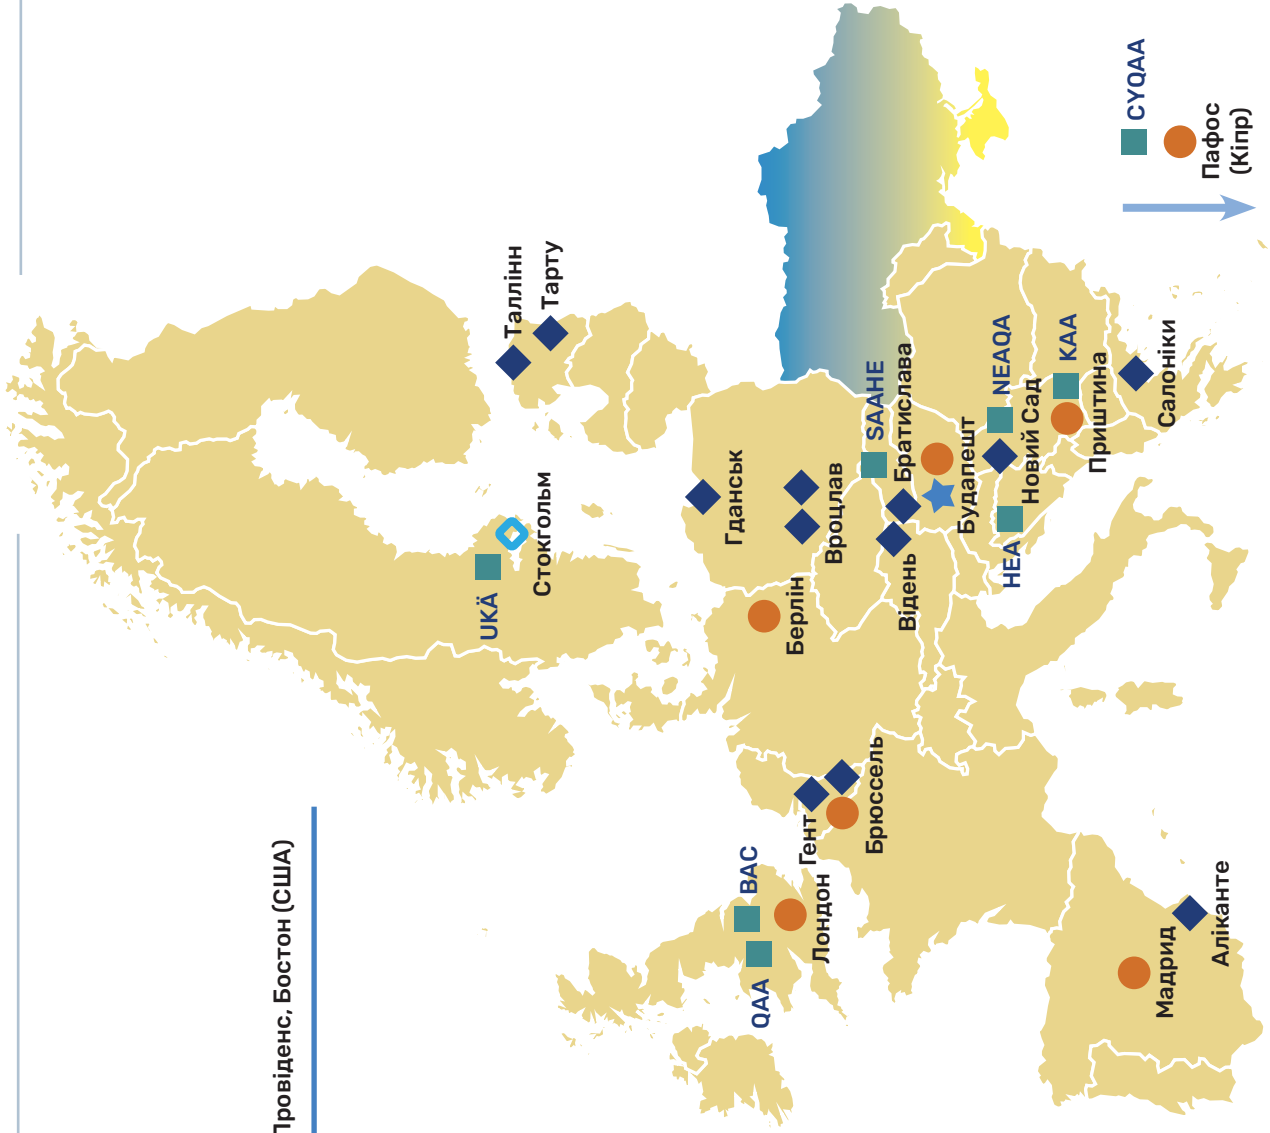 Провіденс, Бостон (США)
UKÄ
Стокгольм
Таллінн
Тарту
QAA
BAC
Лондон
Гент
Брюссель
Берлін
Гданськ
Вроцлав
SAAHE
Братислава
Відень
Будапешт
HEA
Новий Сад
NEAQA
KAA
Приштина
Салоніки
Мадрид
Аліканте
CYQAA
Пафос
(Кіпр)